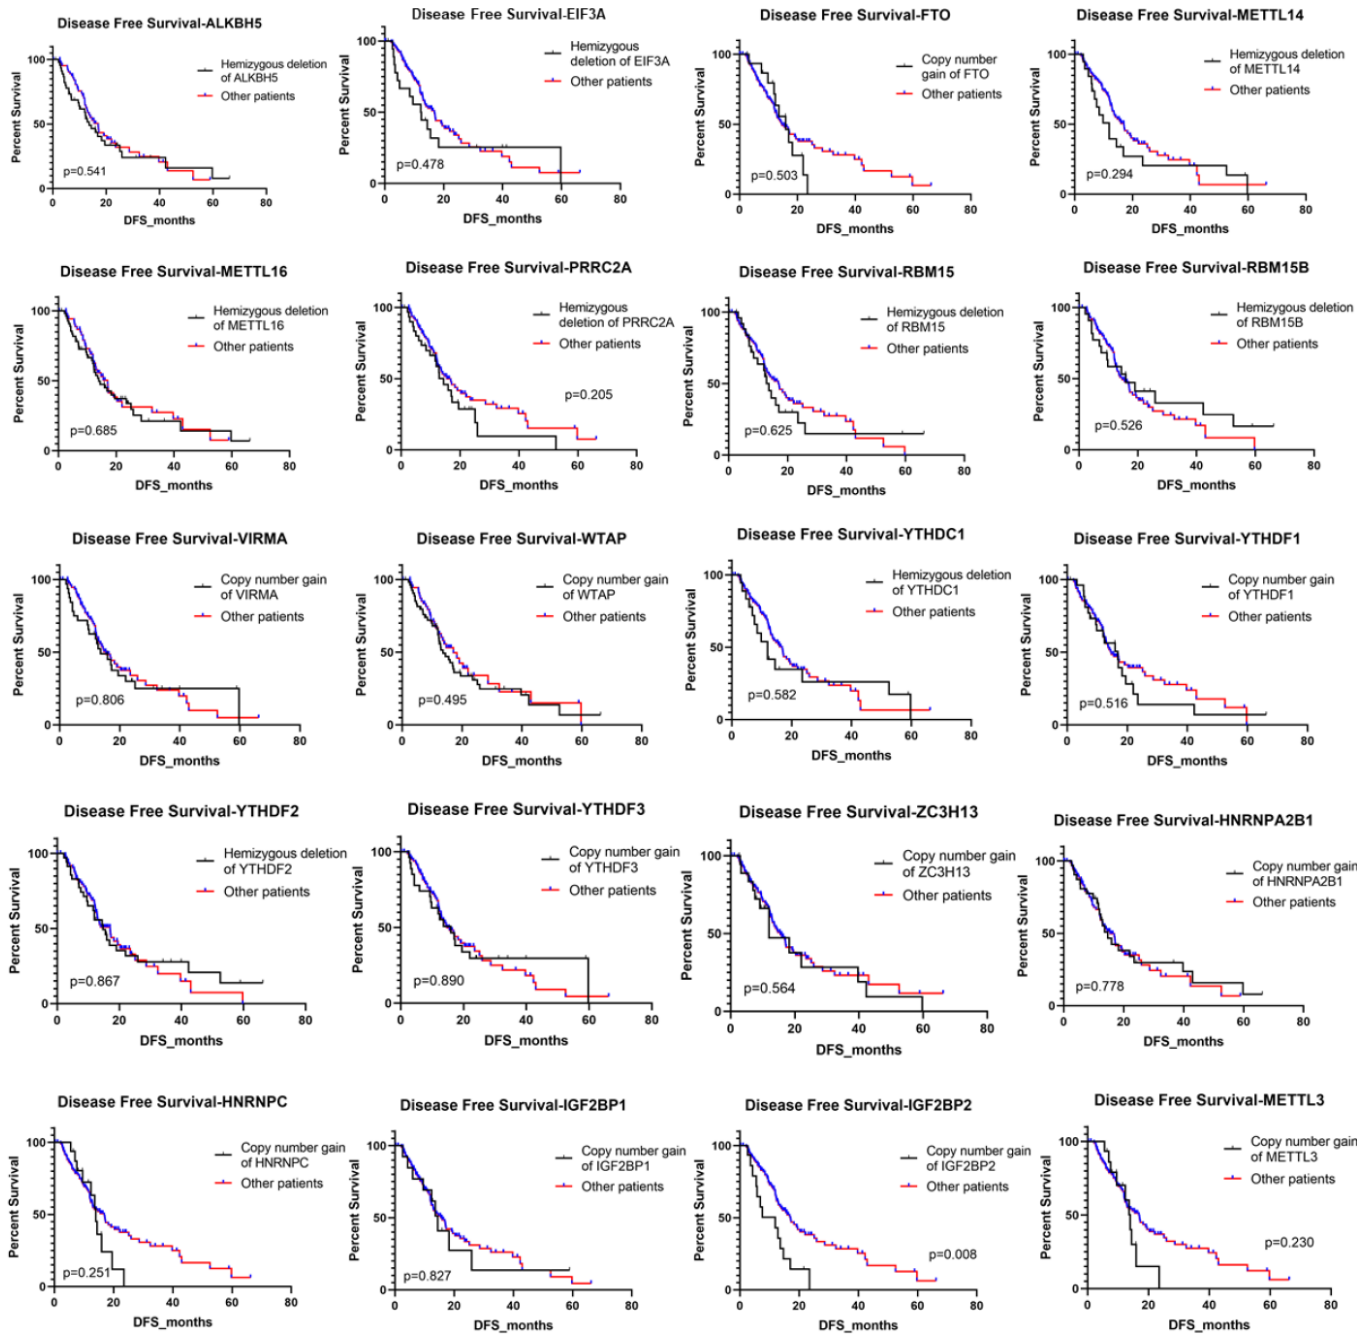 Disease Free Survival-ALKBH5
Percent Survival
100
50
0
0 20 40 60 80
DFS_months
Hemizygous deletion
of ALKBH5
Other patients
p=0.541
Disease Free Survival-EIF3A
Percent Survival
100
50
0
0 20 40 60 80
DFS_months
Hemizygous
deletion of EIF3A
Other patients
p=0.478
Disease Free Survival-FTO
Percent Survival
100
50
0
0 20 40 60 80
DFS_months
Copy number
gain of FTO
Other patients
p=0.503
Disease Free Survival-METTL14
Percent Survival
100
50
0
0 20 40 60 80
DFS_months
Hemizygous deletion
of METTL14
Other patients
p=0.294
Disease Free Survival-METTL16
Percent Survival
100
50
0
0 20 40 60 80
DFS_months
Hemizygous deletion
of METTL16
Other patients
p=0.685
Disease Free Survival-PRRC2A
Percent Survival
100
50
0
0 20 40 60 80
DFS_months
Hemizygous
deletion of PRRC2A
Other patients
p=0.205
Disease Free Survival-RBM15
Percent Survival
100
50
0
0 20 40 60 80
DFS_months
Hemizygous deletion
of RBM15
Other patients
p=0.625
Disease Free Survival-RBM15B
Percent Survival
100
50
0
0 20 40 60 80
DFS_months
Hemizygous deletion
of RBM15B
Other patients
p=0.526
Disease Free Survival-VIRMA
Percent Survival
100
50
0
0 20 40 60 80
DFS_months
Copy number gain
of VIRMA
Other patients
p=0.806
Disease Free Survival-WTAP
Percent Survival
100
50
0
0 20 40 60 80
DFS_months
Copy number gain
of WTAP
Other patients
p=0.495
Disease Free Survival-YTHDC1
Percent Survival
100
50
0
0 20 40 60 80
DFS_months
Hemizygous deletion
of YTHDC1
Other patients
p=0.582
Disease Free Survival-YTHDF1
Percent Survival
100
50
0
0 20 40 60 80
DFS_months
Copy number gain
of YTHDF1
Other patients
p=0.516
Disease Free Survival-YTHDF2
Percent Survival
100
50
0
0 20 40 60 80
DFS_months
Hemizygous deletion
of YTHDF2
Other patients
p=0.867
Disease Free Survival-YTHDF3
Percent Survival
100
50
0
0 20 40 60 80
DFS_months
Copy number gain
of YTHDF3
Other patients
p=0.890
Disease Free Survival-ZC3H13
Percent Survival
100
50
0
0 20 40 60 80
DFS_months
Copy number gain
of ZC3H13
Other patients
p=0.564
Disease Free Survival-HNRNPA2B1
Percent Survival
100
50
0
0 20 40 60 80
DFS_months
Copy number gain
of HNRNPA2B1
Other patients
p=0.778
Disease Free Survival-HNRNPC
Percent Survival
100
50
0
0 20 40 60 80
DFS_months
Copy number gain
of HNRNPC
Other patients
p=0.251
Disease Free Survival-IGF2BP1
Percent Survival
100
50
0
0 20 40 60 80
DFS_months
Copy number gain
of IGF2BP1
Other patients
p=0.827
Disease Free Survival-IGF2BP2
Percent Survival
100
50
0
0 20 40 60 80
DFS_months
Copy number gain
of IGF2BP2
Other patients
p=0.008
Disease Free Survival-METTL3
Percent Survival
100
50
0
0 20 40 60 80
DFS_months
Copy number gain
of METTL3
Other patients
p=0.230